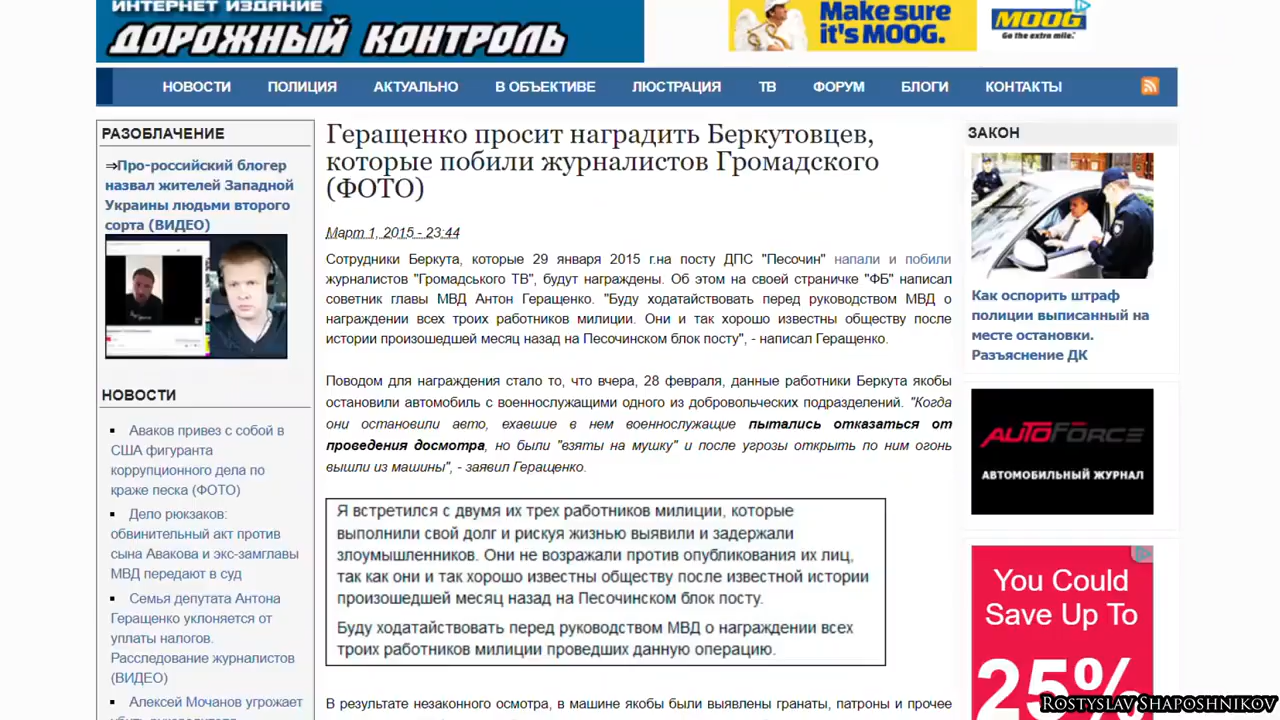 ИНТЕРНЕТ ИЗДАНИЕ
ДОРОЖНЫЙ КОНТРОЛЬ
Make sure
it's MOOG.
MOOG
Go the extra mile.
НОВОСТИ ПОЛИЦИЯ АКТУАЛЬНО В ОБЪЕКТИВЕ ЛЮСТРАЦИЯ ТВ ФОРУМ БЛОГИ КОНТАКТЫ
РАЗОБЛАЧЕНИЕ
⇒Про-российский блогер
назвал жителей Западной
Украины людьми второго
сорта (ВИДЕО)
НОВОСТИ
Аваков привез с собой в
США фигуранта
коррупционного дела по
краже песка (ФОТО)
Дело рюкзаков:
обвинительный акт против
сына Авакова и экс-замглавы
МВД передают в суд
Семья депутата Антона
Геращенко уклоняется от
уплаты налогов.
Расследование журналистов
(ВИДЕО)
Алексей Мочанов угрожает
Геращенко просит наградить Беркутовцев,
которые побили журналистов Громадского
(ФОТО)
Март 1, 2015 - 23:44
Сотрудники Беркута, которые 29 января 2015 г.на посту ДПС "Песочин" напали и побили
журналистов "Громадського ТВ", будут награждены. Об этом на своей страничке "ФБ" написал
советник главы МВД Антон Геращенко. "Буду ходатайствовать перед руководством МВД о
награждении всех троих работников милиции. Они и так хорошо известны обществу после
истории произошедшей месяц назад на Песочинском блок посту", - написал Геращенко.
Поводом для награждения стало то, что вчера, 28 февраля, данные работники Беркута якобы
остановили автомобиль с военнослужащими одного из добровольческих подразделений. "Когда
они остановили авто, ехавшие в нем военнослужащие пытались отказаться от
проведения досмотра, но были "взяты на мушку" и после угрозы открыть по ним огонь
вышли из машины", - заявил Геращенко.
Я встретился с двумя их трех работников милиции, которые
выполнили свой долг и рискуя жизнью выявили и задержали
злоумышленников. Они не возражали против опубликования их лиц,
так как они и так хорошо известны обществу после известной истории
произошедшей месяц назад на Песочинском блок посту.
Буду ходатайствовать перед руководством МВД о награждении всех
троих работников милиции проведших данную операцию.
В результате незаконного осмотра, в машине якобы были выявлены гранаты, патроны и прочее
ЗАКОН
Как оспорить штраф
полиции выписанный на
месте остановки.
Разъяснение ДК
AUTOFORCE
АВТОМОБИЛЬНЫЙ ЖУРНАЛ
You Could
Save Up To
25%
Rostyslav Shaposhnikov